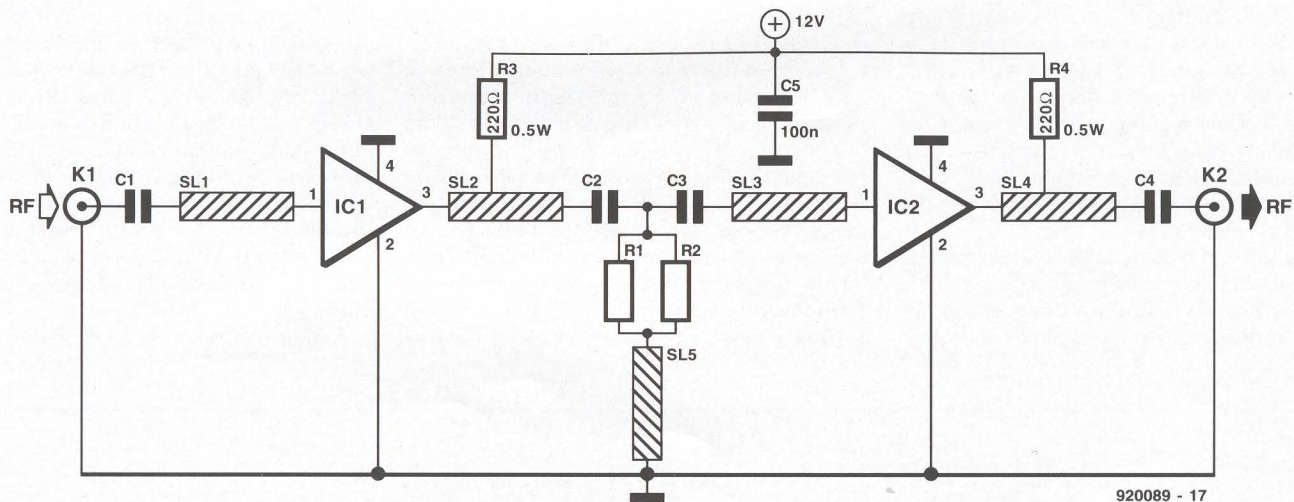 12V
R3
220Ω
0.5W
C5
100n
R4
220Ω
0.5W
K1
RF
C1
SL1
1
IC1
4
2
3
SL2
C2
C3
R1
R2
SL5
SL3
1
IC2
4
2
3
SL4
C4
K2
RF
920089 - 17